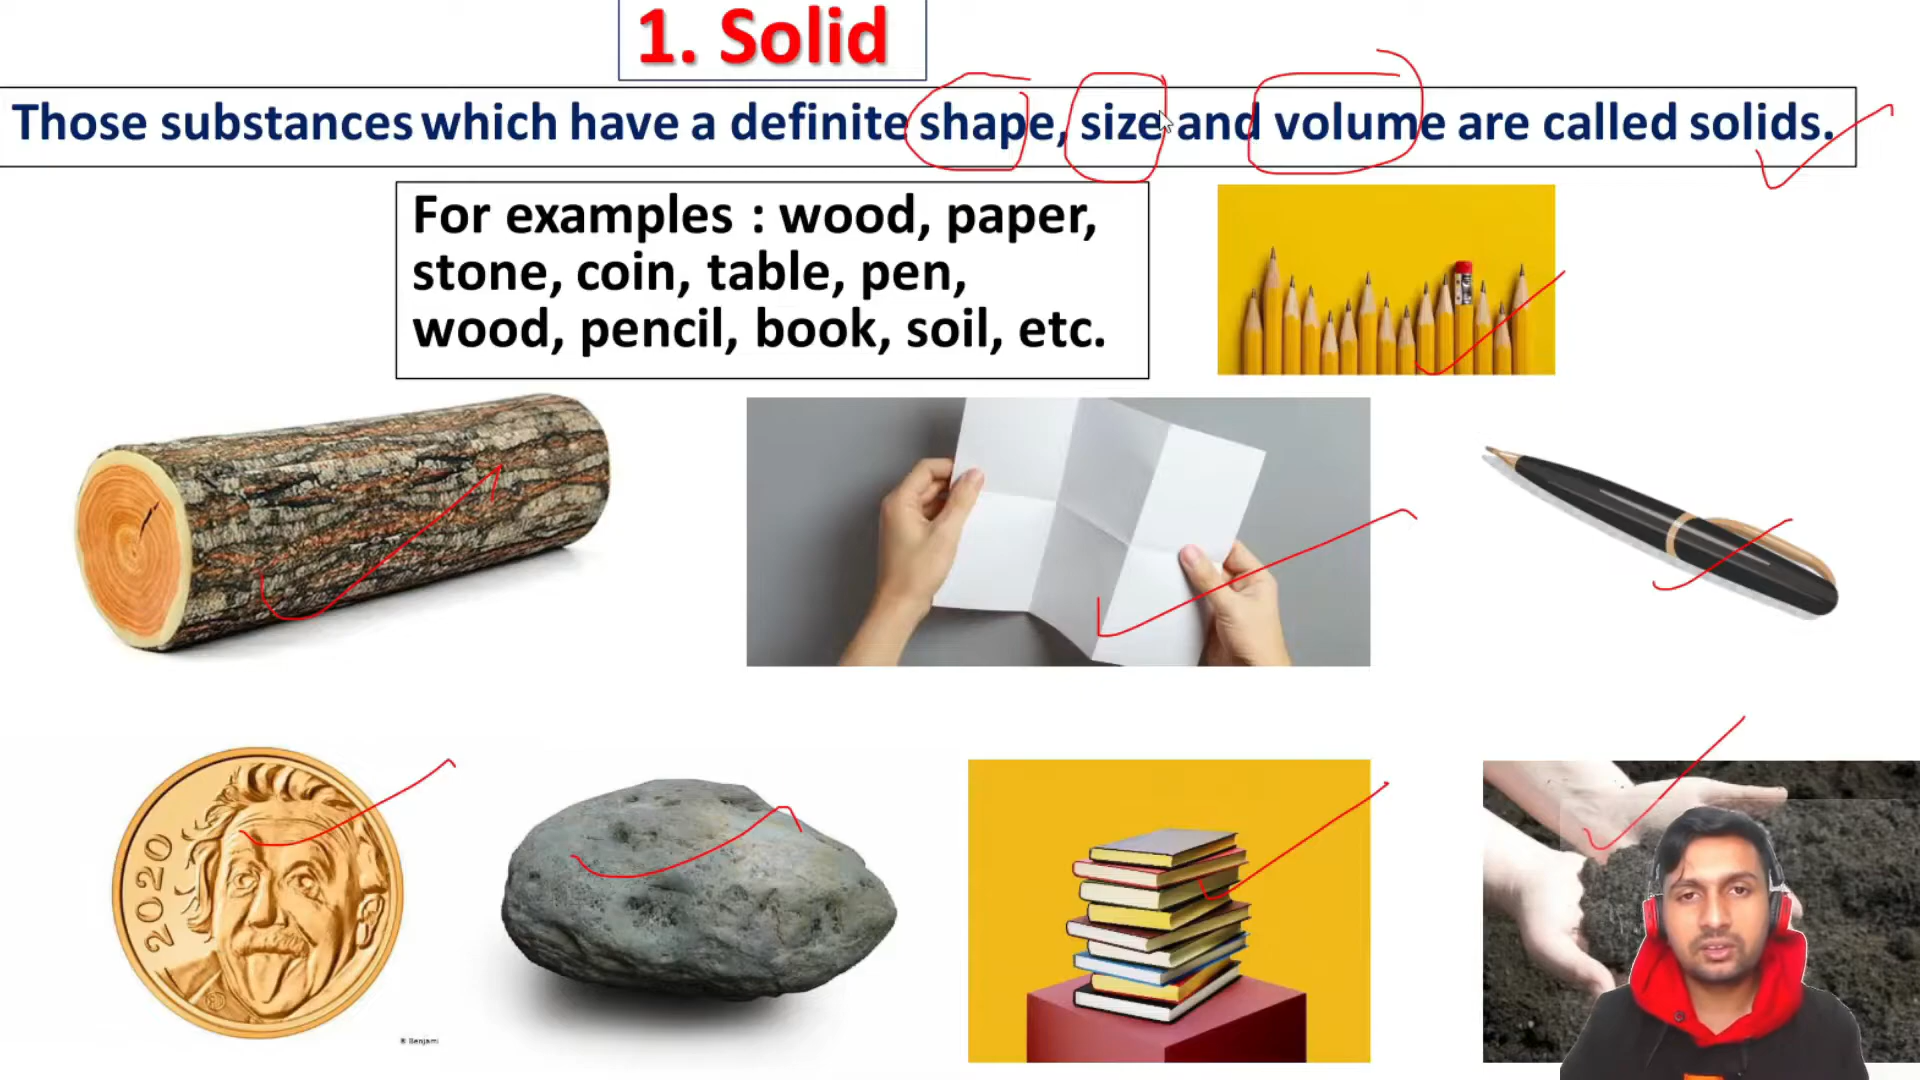 1. Solid
Those substances which have a definite shape, size and volume are called solids.
For examples : wood, paper,
stone, coin, table, pen,
wood, pencil, book, soil, etc.
2020
® Benjami